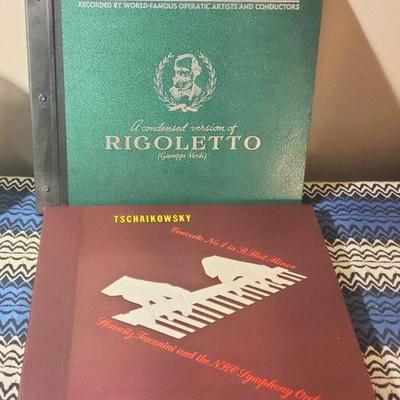 RECORDED BY WORLD-FAMOUS OPERATIC ARTISTS AND CONDUCTORS
A condensed version of
RIGOLETTO
(Giuseppe Verdi)
TSCHAIKOWSKY
Concerto No. 1 in B Flat Minor
Horowitz, Toscanini and the NBC Symphony Orch